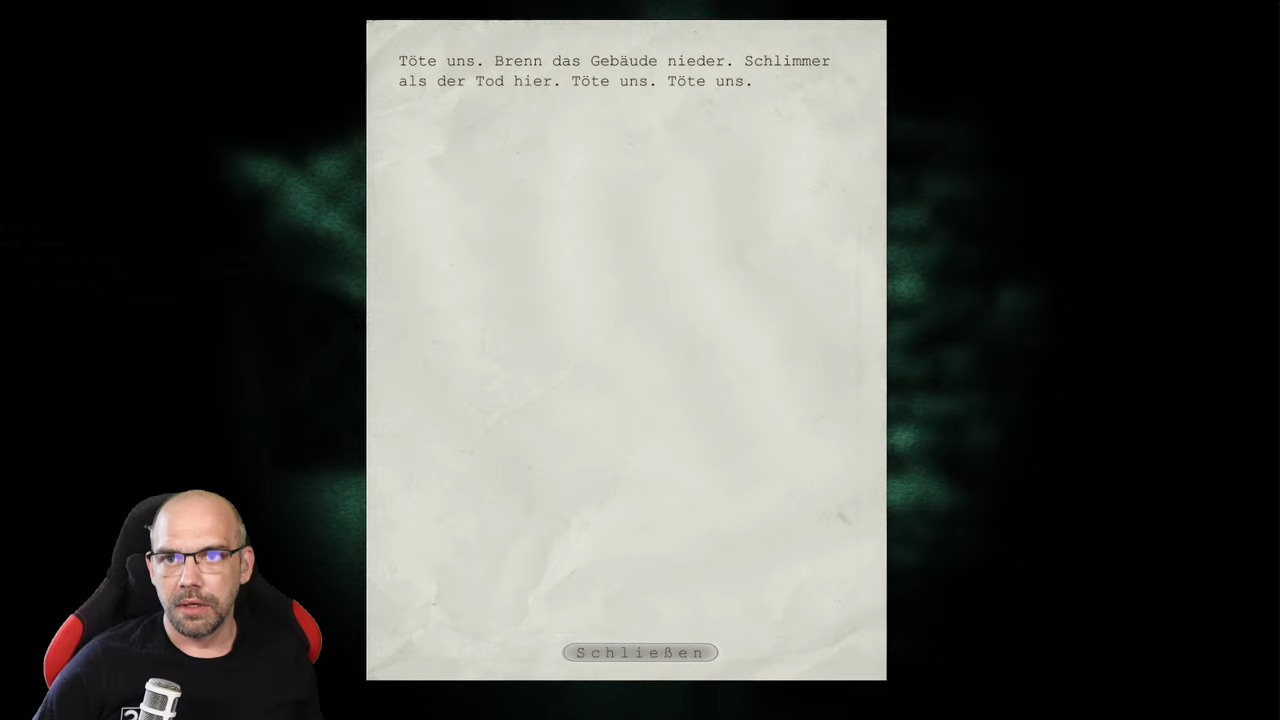 Töte uns. Brenn das Gebäude nieder. Schlimmer
als der Tod hier. Töte uns. Töte uns.
Schließen